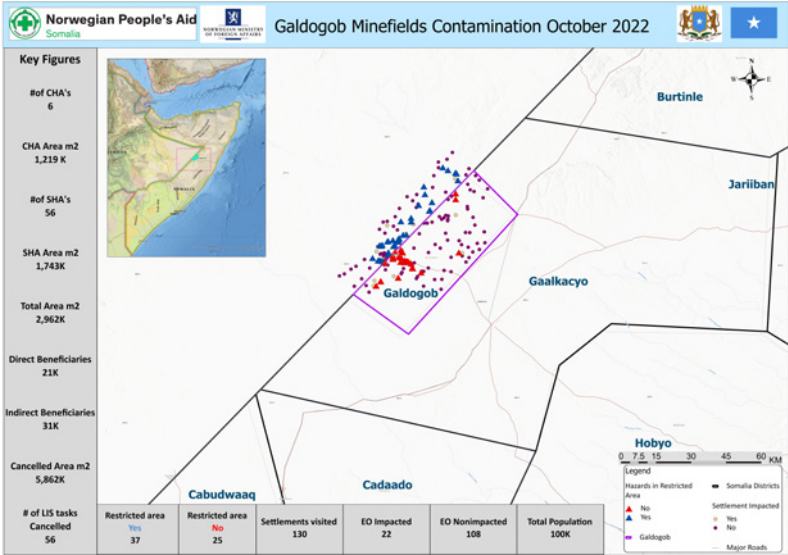 Norwegian People's Aid
Somalia
NORWEGIAN MINISTRY
OF FOREIGN AFFAIRS
Galdogob Minefields Contamination October 2022
Key Figures
#of CHA's
6
CHA Area m2
1,219 K
#of SHA's
56
SHA Area m2
1,743K
Total Area m2
2,962K
Direct Beneficiaries
21K
Indirect Beneficiaries
31K
Cancelled Area m2
5,862K
# of LIS tasks
Cancelled
56
N
W E
S
Burtinle
Jariiban
Gaalkacyo
Galdogob
Hobyo
Cadaado
Cabudwaaq
0 7.5 15 30 45 60
KM
Legend
Hazards in Restricted
Area
No
Yes
Galdogob
Somalia Districts
Settlement Impacted
Yes
No
Major Roads
Restricted area
Yes
37
Restricted area
No
25
Settlements visited
130
EO Impacted
22
EO Nonimpacted
108
Total Population
100K